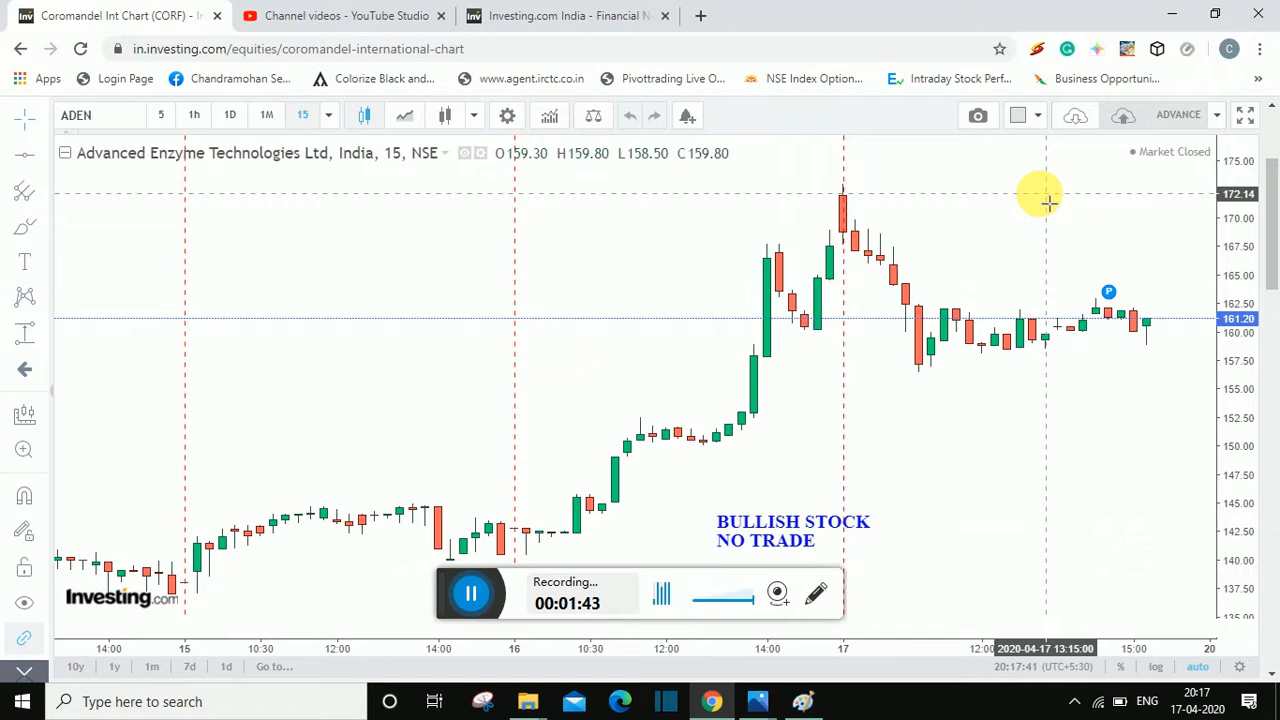 Coromandel Int Chart (CORF) - In
Channel videos - YouTube Studio
Investing.com India - Financial N
in.investing.com/equities/coromandel-international-chart
C
Apps
Login Page
Chandramohan Se...
Colorize Black and...
www.agent.irctc.co.in
Pivottrading Live C...
NSE Index Option...
Intraday Stock Perf...
Business Opportuni...
ADEN
5
1h
1D
1M
15
ADVANCE
Advanced Enzyme Technologies Ltd, India, 15, NSE
O159.30 H159.80 L158.50 C159.80
Market Closed
175.00
172.14
170.00
167.50
165.00
162.50
161.20
160.00
157.50
155.00
152.50
150.00
147.50
145.00
142.50
140.00
137.50
135.00
P
BULLISH STOCK
NO TRADE
Investing.com
Recording...
00:01:43
14:00 15 10:30 12:00 14:00 16 10:30 12:00 14:00 17 12:00 2020-04-17 13:15:00 15:00 20
10y 1y 1m 7d 1d Go to...
20:17:41 (UTC+5:30) % log auto
Type here to search
ENG
20:17
17-04-2020